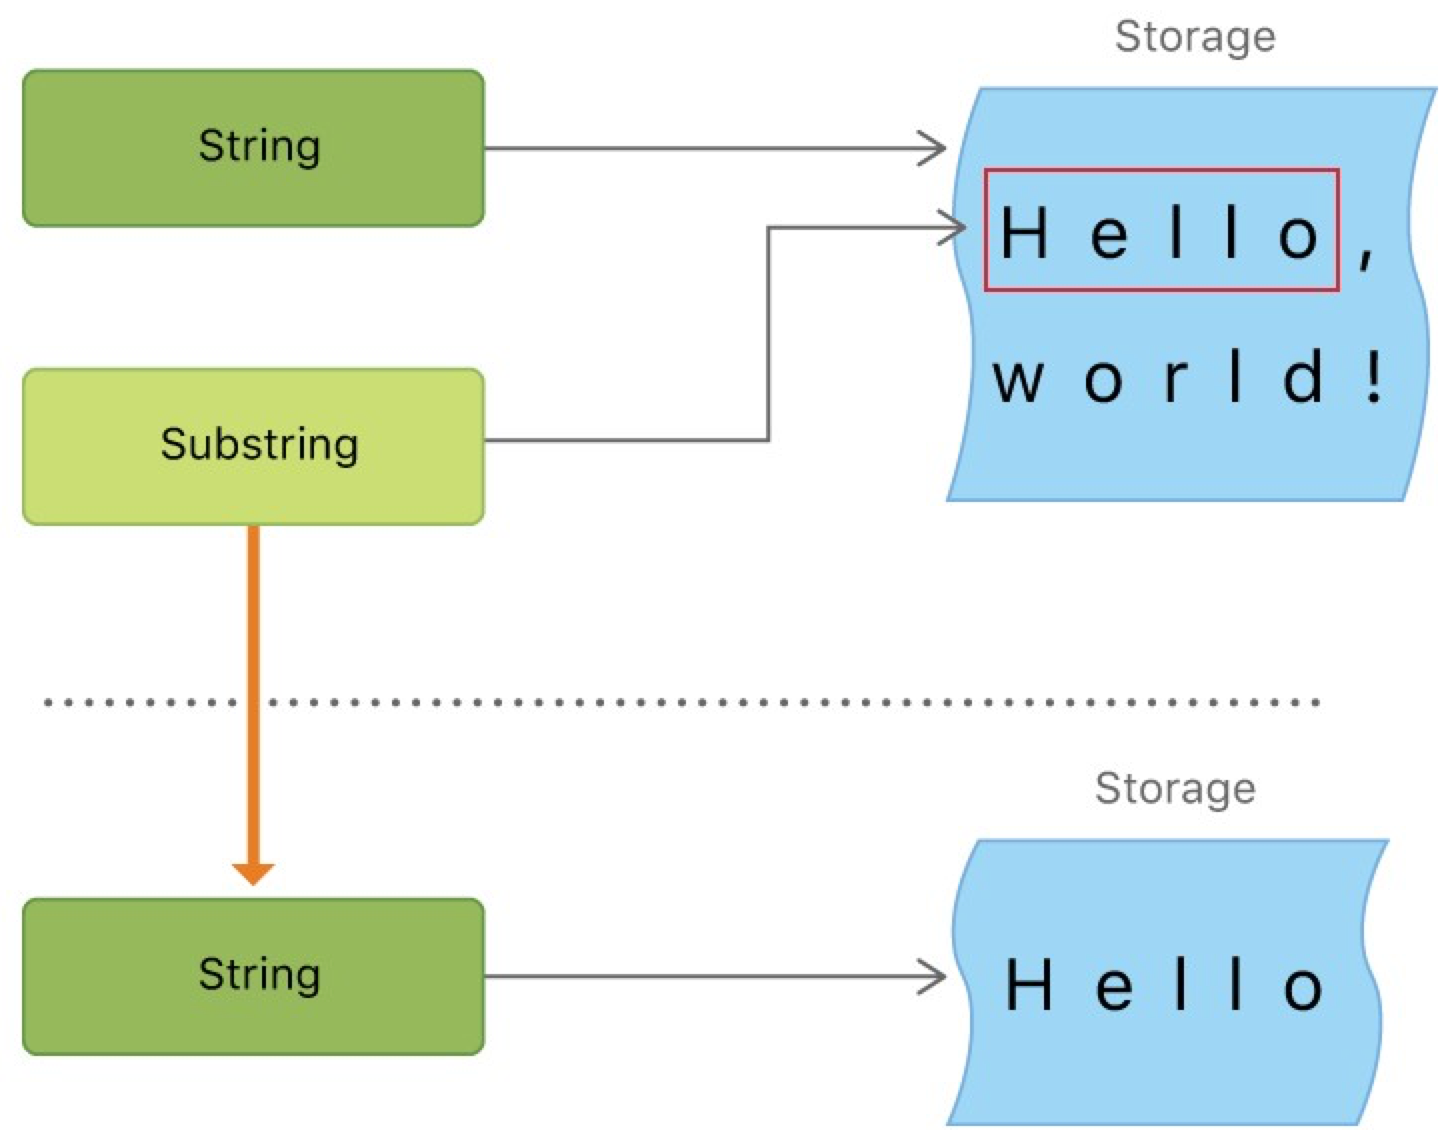 Storage
String
H e l l o ,
Substring
w o r l d !
Storage
String
H e l l o